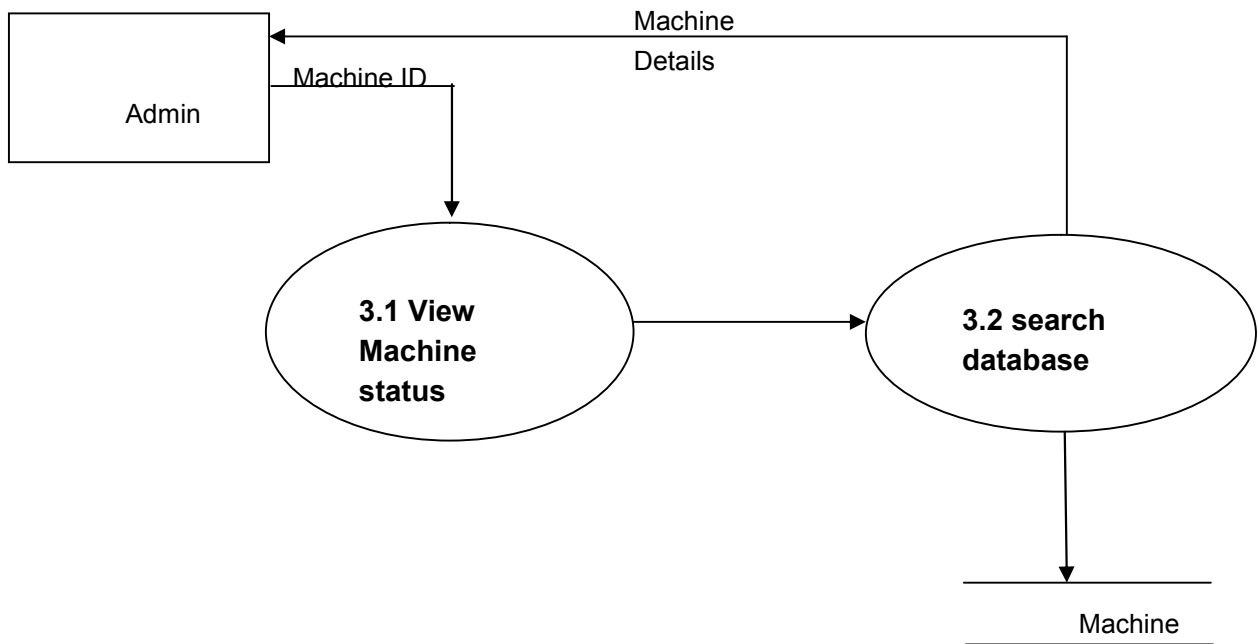 Machine
Details
Machine ID
Admin
3.1 View
Machine
status
3.2 search
database
Machine